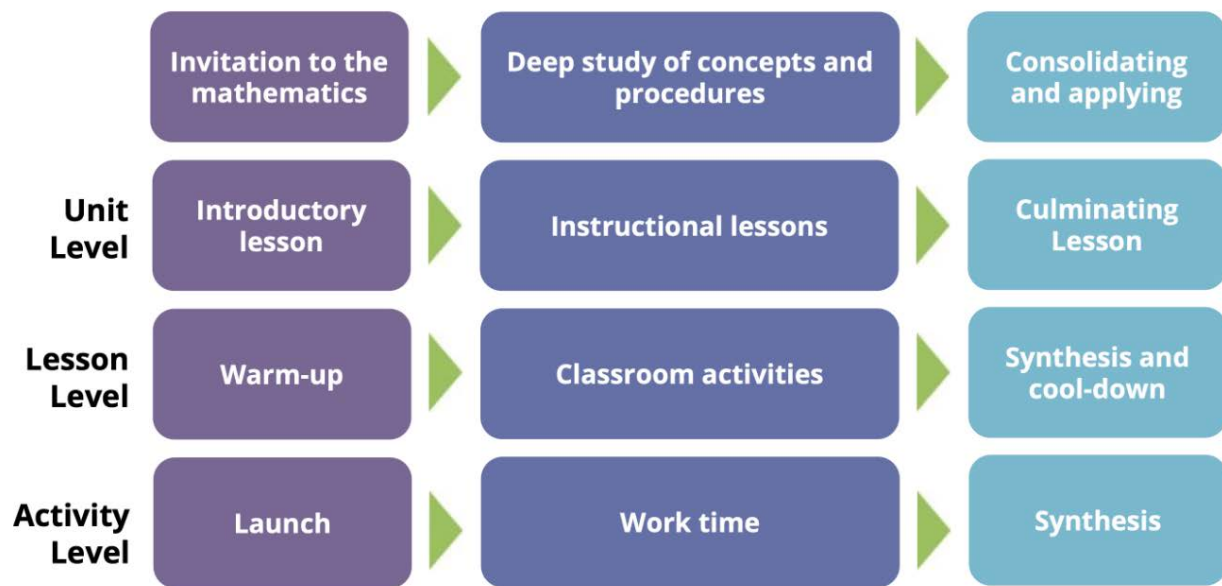 Invitation to the
mathematics
Deep study of concepts and
procedures
Consolidating
and applying
Unit
Level
Introductory
lesson
Instructional lessons
Culminating
Lesson
Lesson
Level
Warm-up
Classroom activities
Synthesis and
cool-down
Activity
Level
Launch
Work time
Synthesis